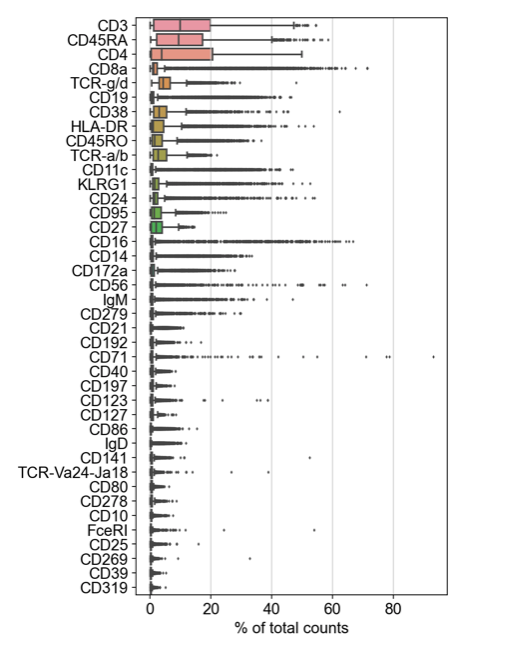 CD3
CD45RA
CD4
CD8a
TCR-g/d
CD19
CD38
HLA-DR
CD45RO
TCR-a/b
CD11c
KLRG1
CD24
CD95
CD27
CD16
CD14
CD172a
CD56
IgM
CD279
CD21
CD192
CD71
CD40
CD197
CD123
CD127
CD86
IgD
CD141
TCR-Va24-Ja18
CD80
CD278
CD10
FceRI
CD25
CD269
CD39
CD319
0 20 40 60 80
% of total counts